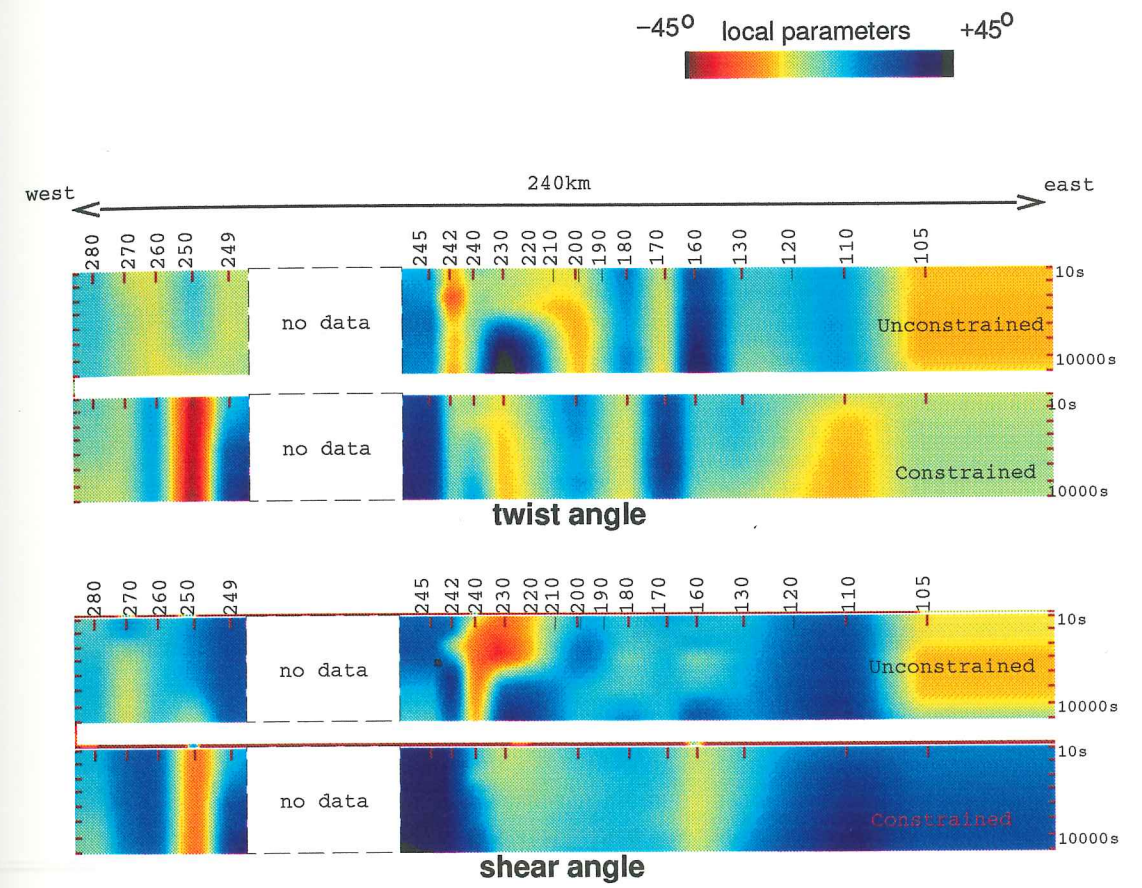 −45° local parameters +45°
west 240km east
280 270 260 250 249 245 242 240 230 220 210 200 190 180 170 160 130 120 110 105
10s
no data
Unconstrained
10000s
10s
no data
Constrained
10000s
twist angle
280 270 260 250 249 245 242 240 230 220 210 200 190 180 170 160 130 120 110 105
10s
no data
Unconstrained
10000s
10s
no data
Constrained
10000s
shear angle